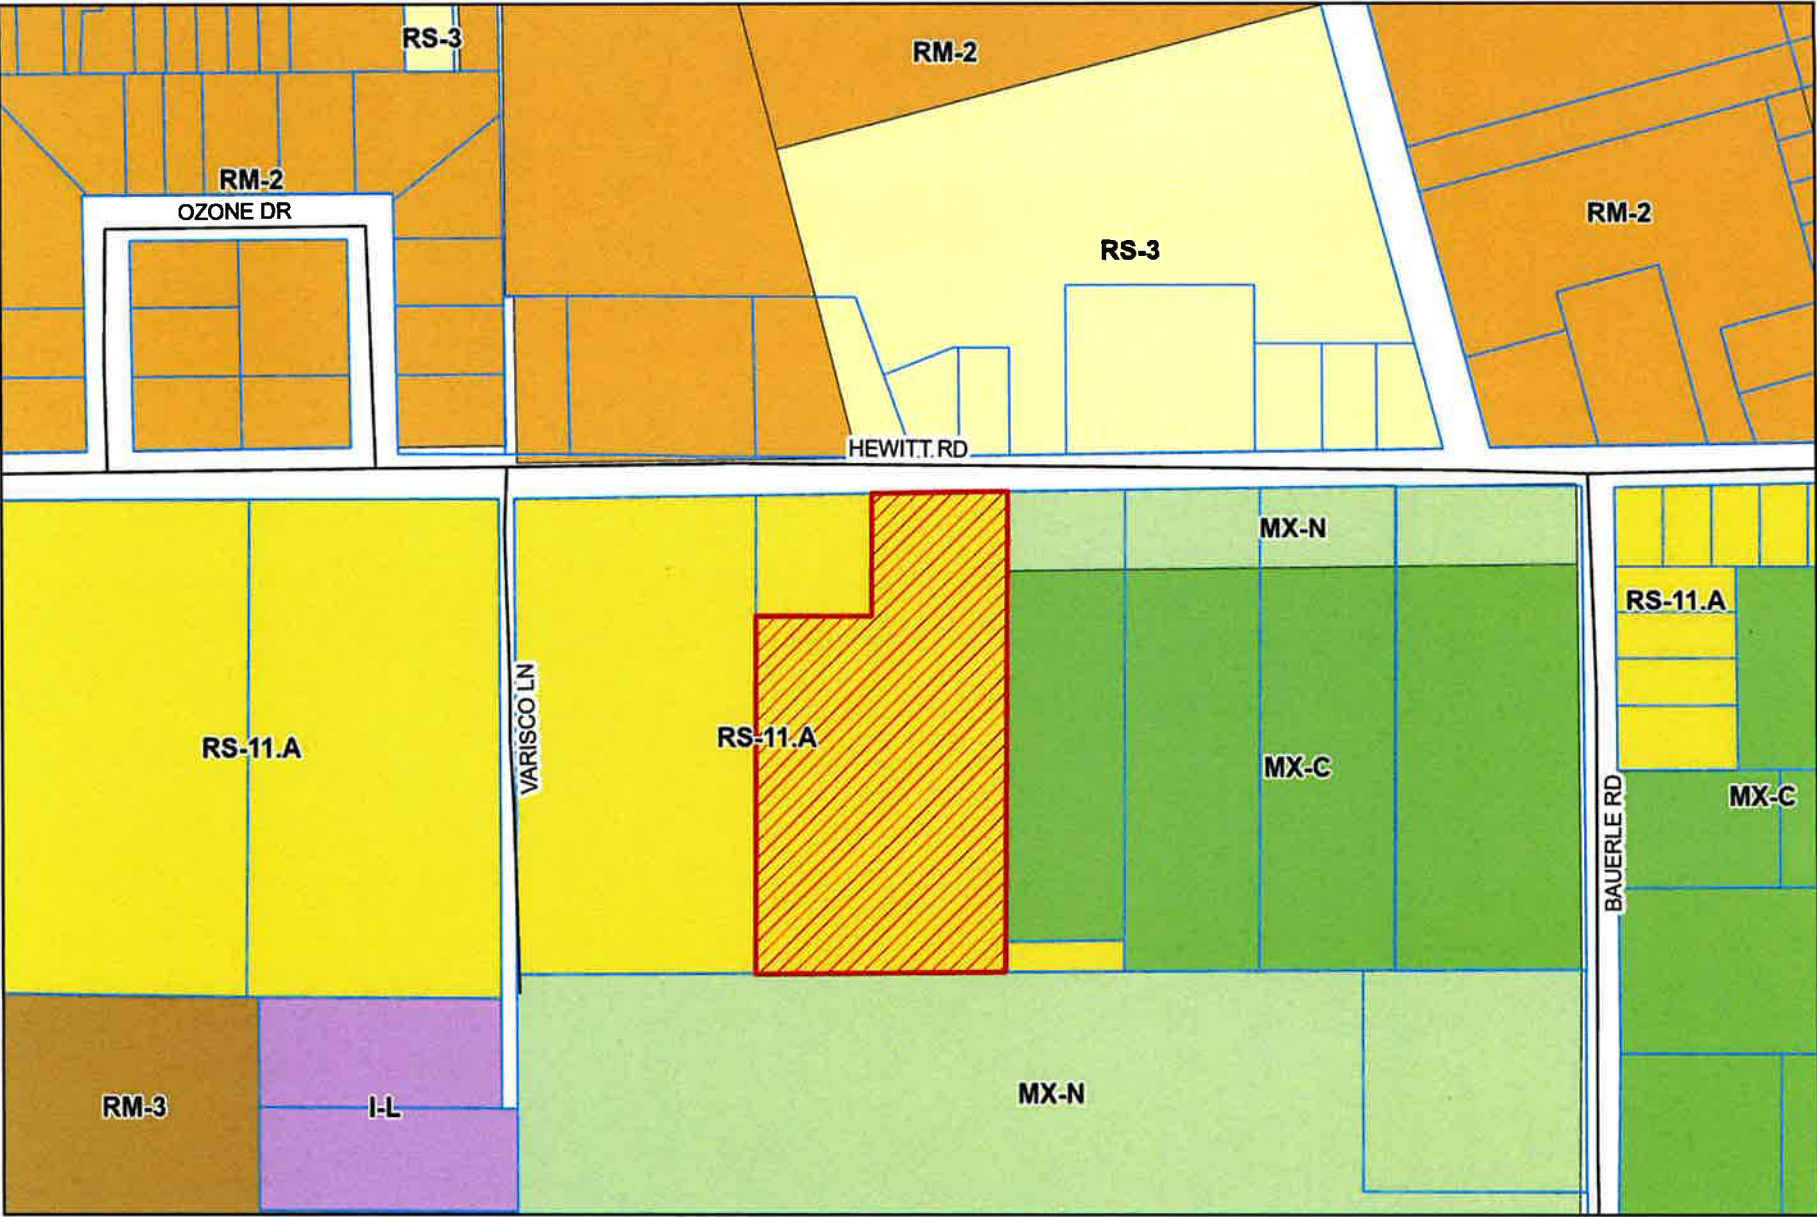 RS-3
RM-2
RM-2
OZONE DR
RM-2
RS-3
HEWITT RD
MX-N
RS-11.A
VARISCO LN
RS-11.A
RS-11.A
MX-C
BAUERLE RD
MX-C
RM-3
I-L
MX-N